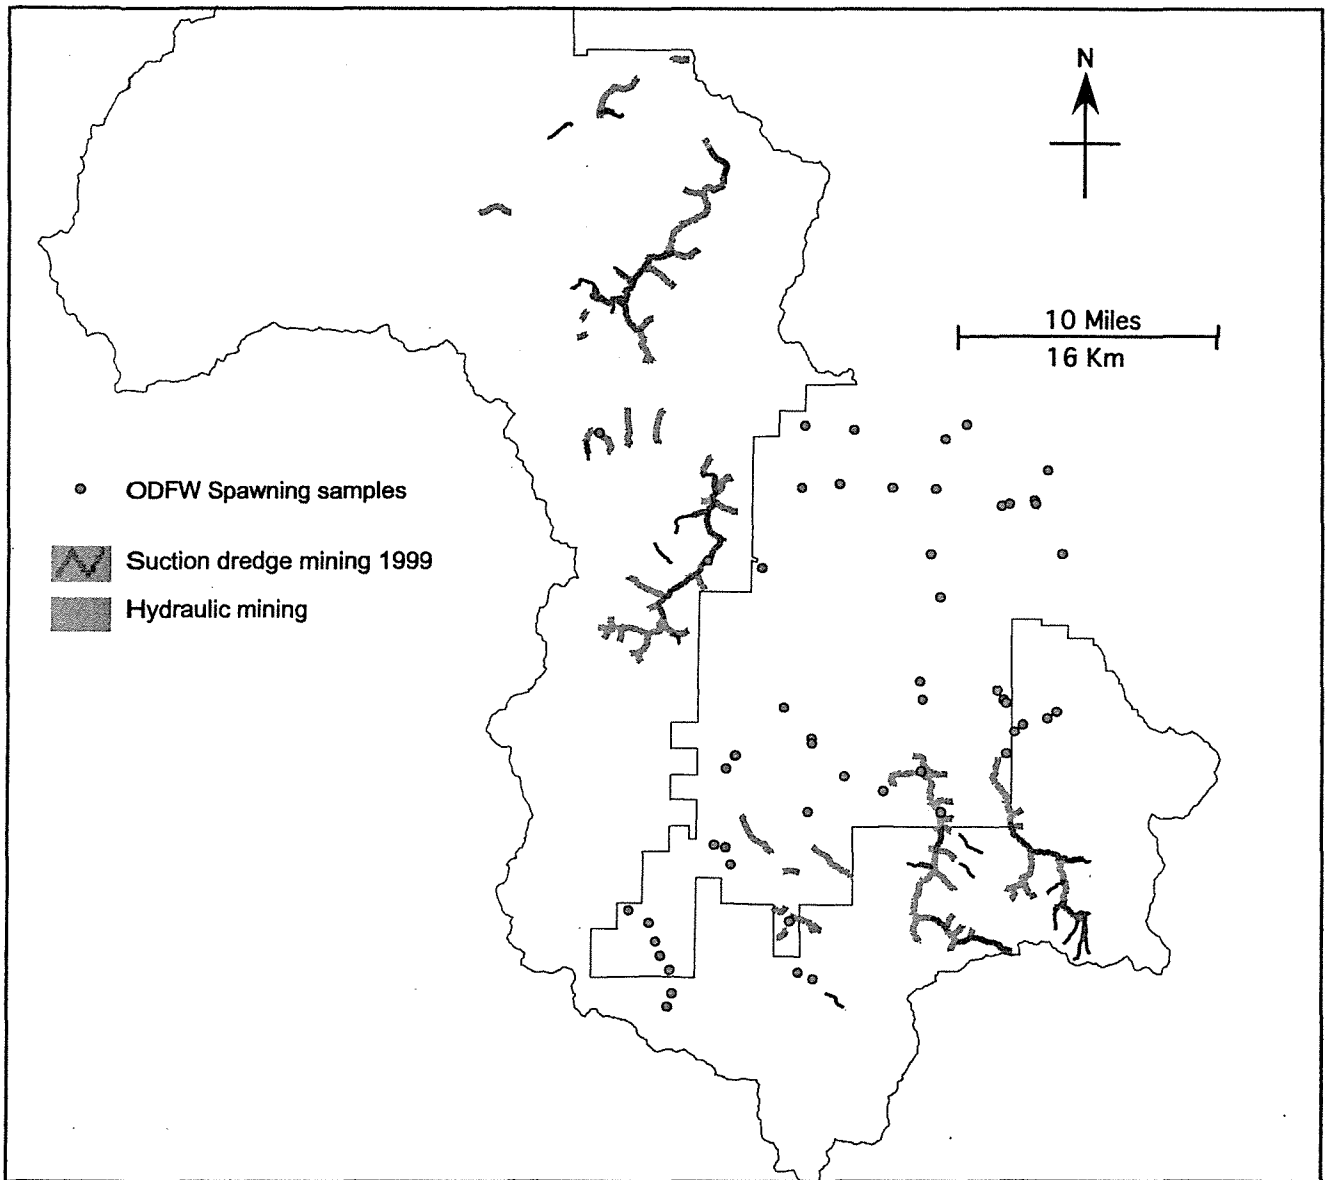 N
10 Miles
16 Km
ODFW Spawning samples
Suction dredge mining 1999
Hydraulic mining